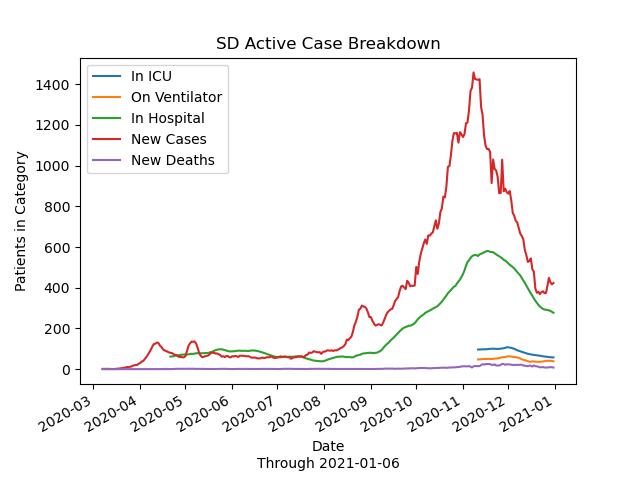 SD Active Case Breakdown
In ICU
On Ventilator
In Hospital
New Cases
New Deaths
Patients in Category
1400
1200
1000
800
600
400
200
0
2020-03
2020-04
2020-05
2020-06
2020-07
2020-08
2020-09
2020-10
2020-11
2020-12
2021-01
Date
Through 2021-01-06